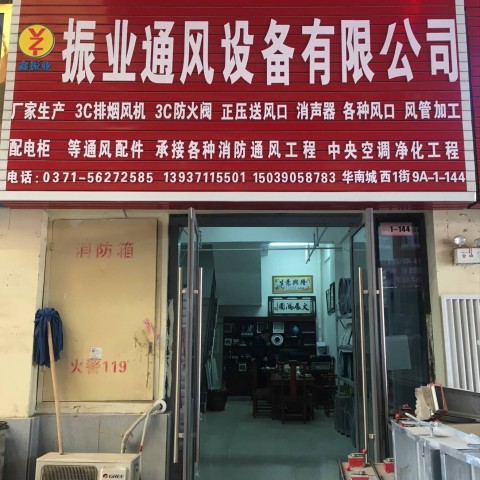 鑫振业
振业通风设备有限公司
厂家生产 3C排烟风机 3C防火阀 正压送风口 消声器 各种风口 风管加工
配电柜 等通风配件 承接各种消防通风工程 中央空调净化工程
电话:0371-56272585 13937115501 15039058783 华南城西1街9A-1-144
1-144
消防箱
火警119
GREE